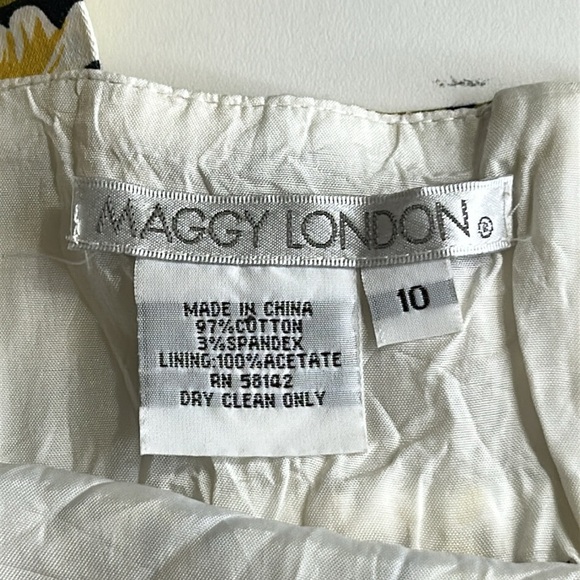 MAGGY LONDON®
10
MADE IN CHINA
97%COTTON
3%SPANDEX
LINING:100%ACETATE
RN 58142
DRY CLEAN ONLY